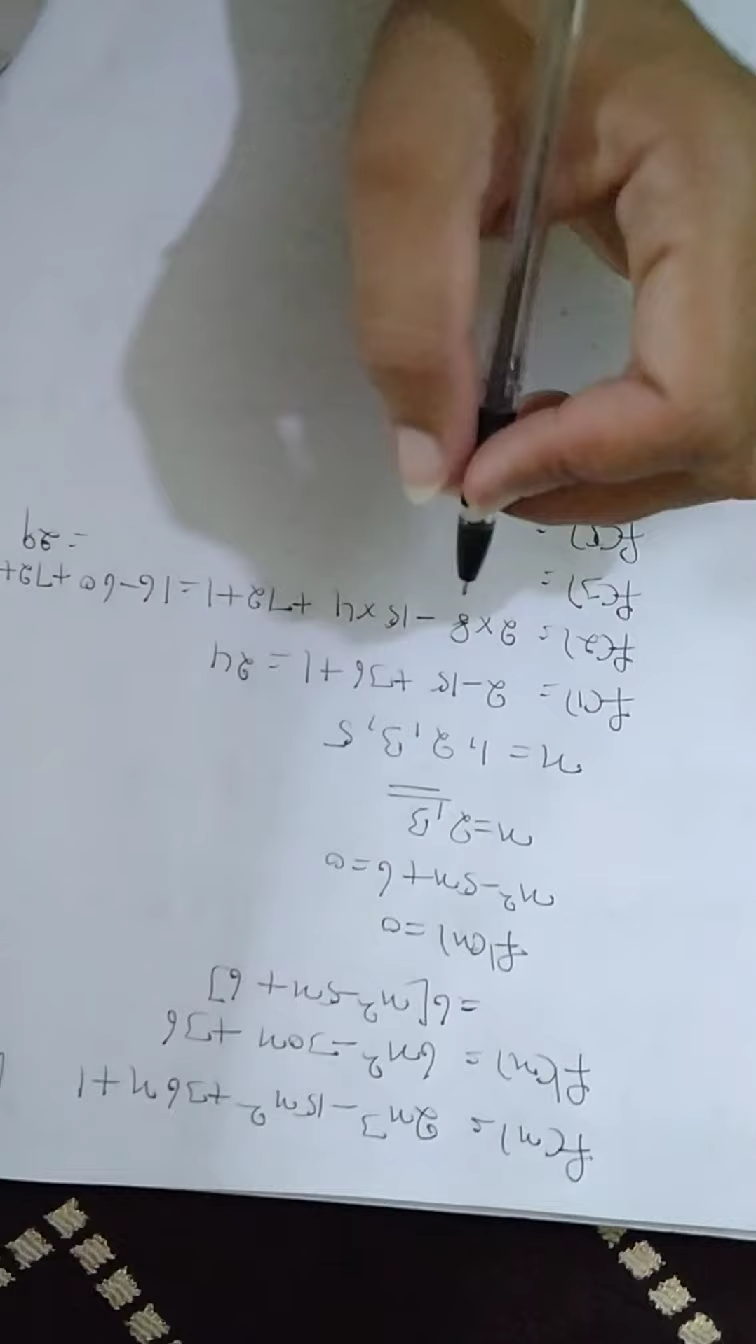 f(x) = 2x³ - 15x² + 36x + 1
f'(x) = 6x² - 30x + 36
= 6[x² - 5x + 6]
f'(x) = 0
x² - 5x + 6 = 0
x = 2, 3
x = 1, 2, 3, 5
f(1) = 2 - 15 + 36 + 1 = 24
f(2) = 2×8 - 15×4 + 72 + 1 = 16 - 60 + 72 +
= 29
f(3) =
f(5) =